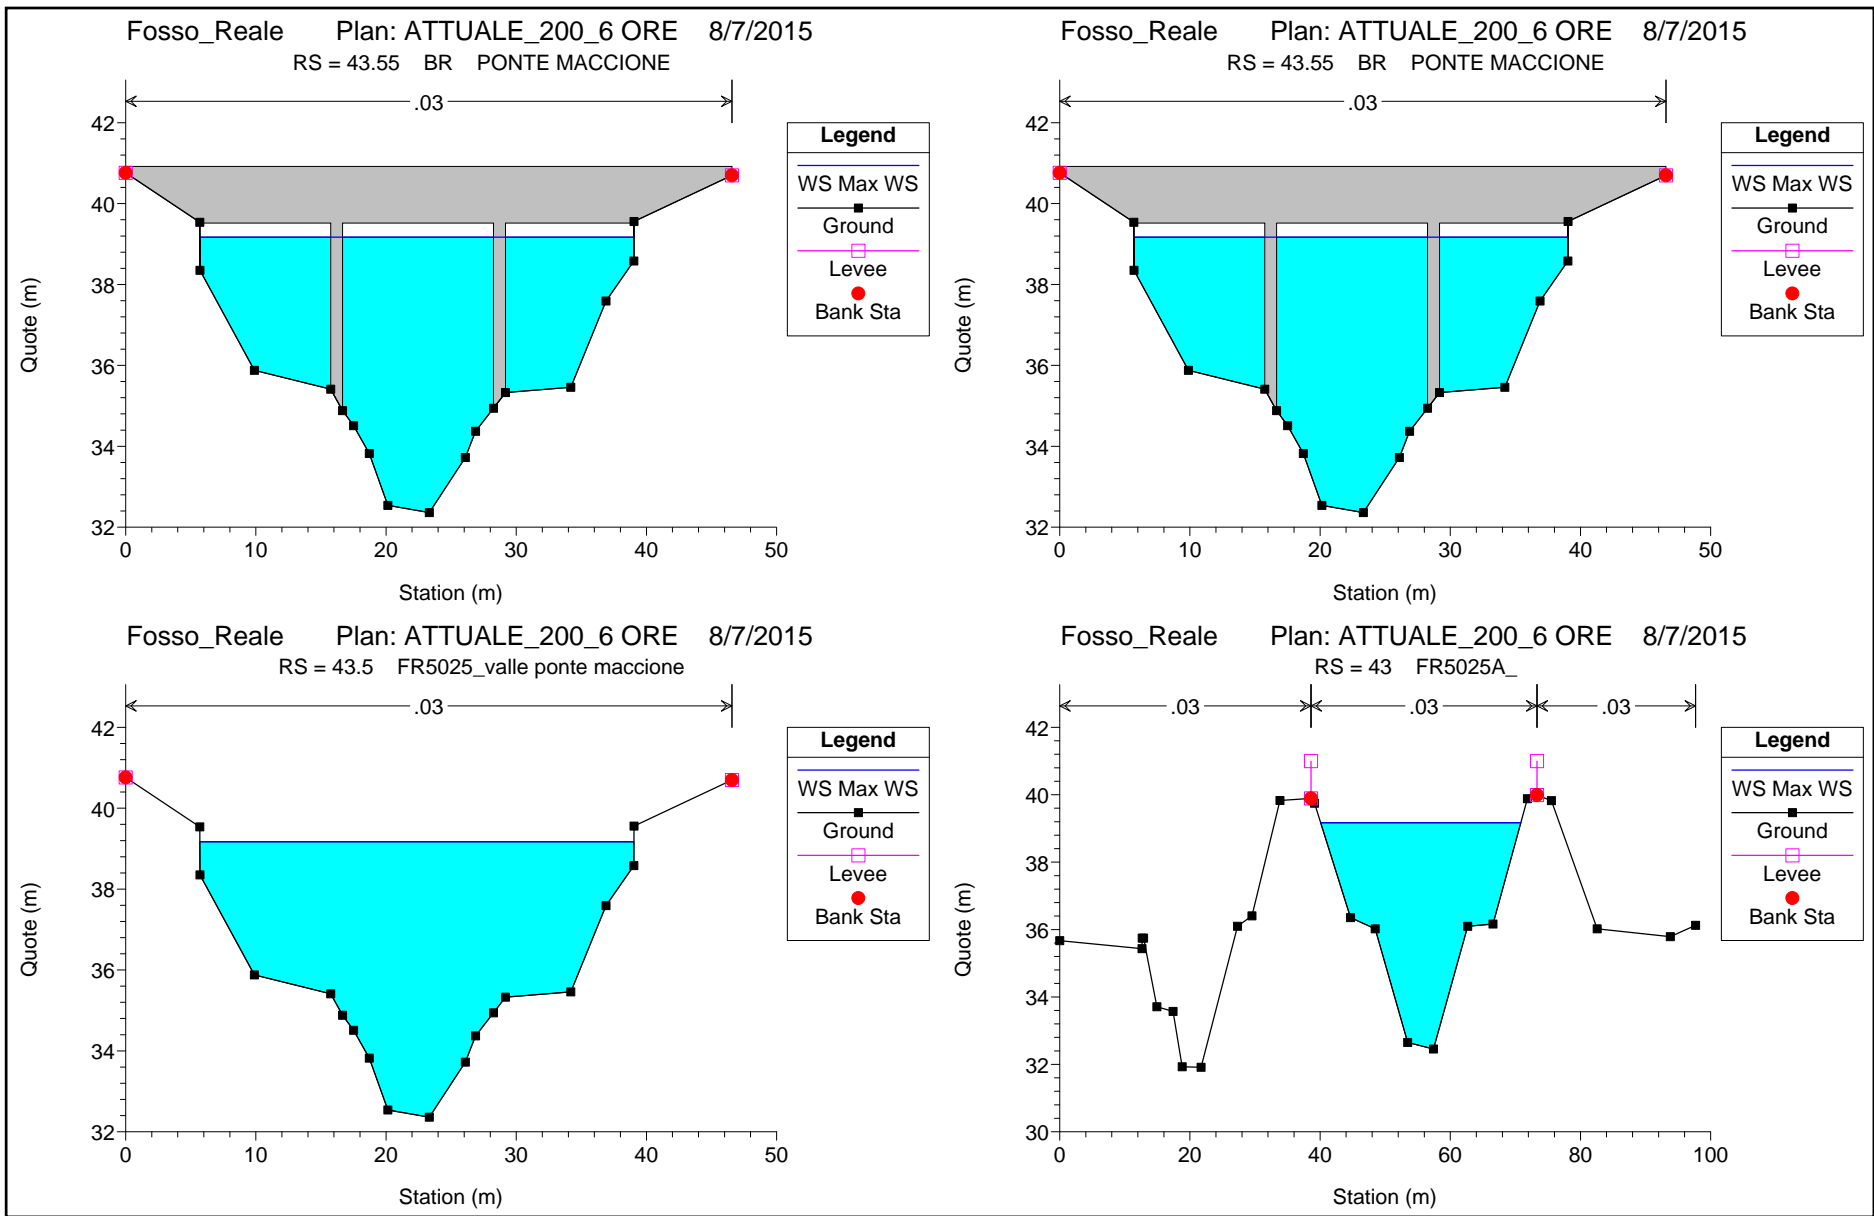 Fosso_Reale Plan: ATTUALE_200_6 ORE 8/7/2015
RS = 43.55 BR PONTE MACCIONE
.03
42
40
38
36
34
32
0 10 20 30 40 50
Quote (m)
Station (m)
Legend
WS Max WS
Ground
Levee
Bank Sta
Fosso_Reale Plan: ATTUALE_200_6 ORE 8/7/2015
RS = 43.55 BR PONTE MACCIONE
.03
42
40
38
36
34
32
0 10 20 30 40 50
Quote (m)
Station (m)
Legend
WS Max WS
Ground
Levee
Bank Sta
Fosso_Reale Plan: ATTUALE_200_6 ORE 8/7/2015
RS = 43.5 FR5025_valle ponte maccione
.03
42
40
38
36
34
32
0 10 20 30 40 50
Quote (m)
Station (m)
Legend
WS Max WS
Ground
Levee
Bank Sta
Fosso_Reale Plan: ATTUALE_200_6 ORE 8/7/2015
RS = 43 FR5025A_
.03 .03 .03
42
40
38
36
34
32
30
0 20 40 60 80 100
Quote (m)
Station (m)
Legend
WS Max WS
Ground
Levee
Bank Sta